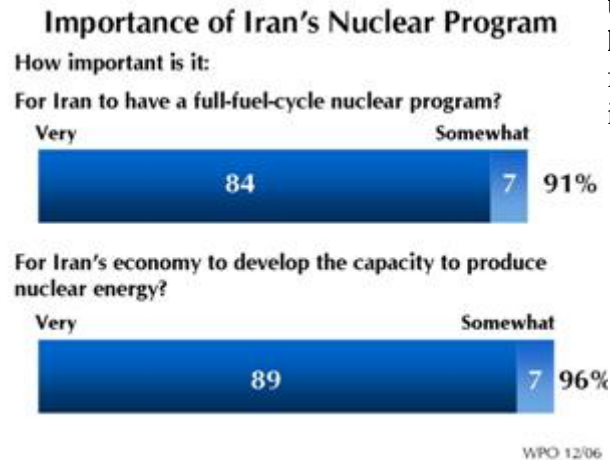 Importance of Iran's Nuclear Program
How important is it:
For Iran to have a full-fuel-cycle nuclear program?
Very Somewhat
84 7 91%
For Iran's economy to develop the capacity to produce
nuclear energy?
Very Somewhat
89 7 96%
WPO 12/06